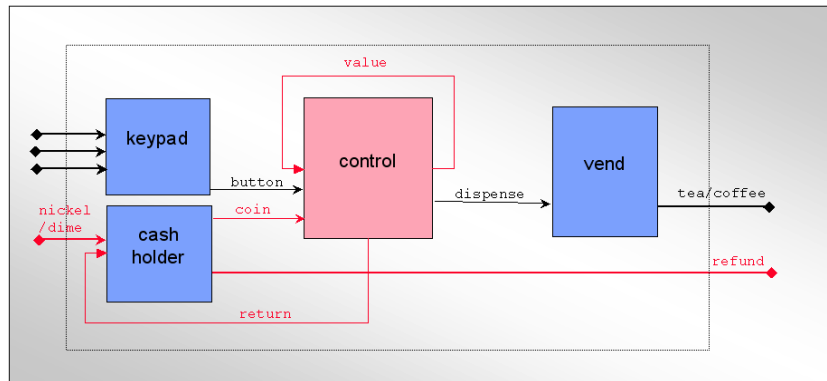 value
keypad
control
vend
button
dispense
tea/coffee
nickel
/dime
coin
cash
holder
refund
return